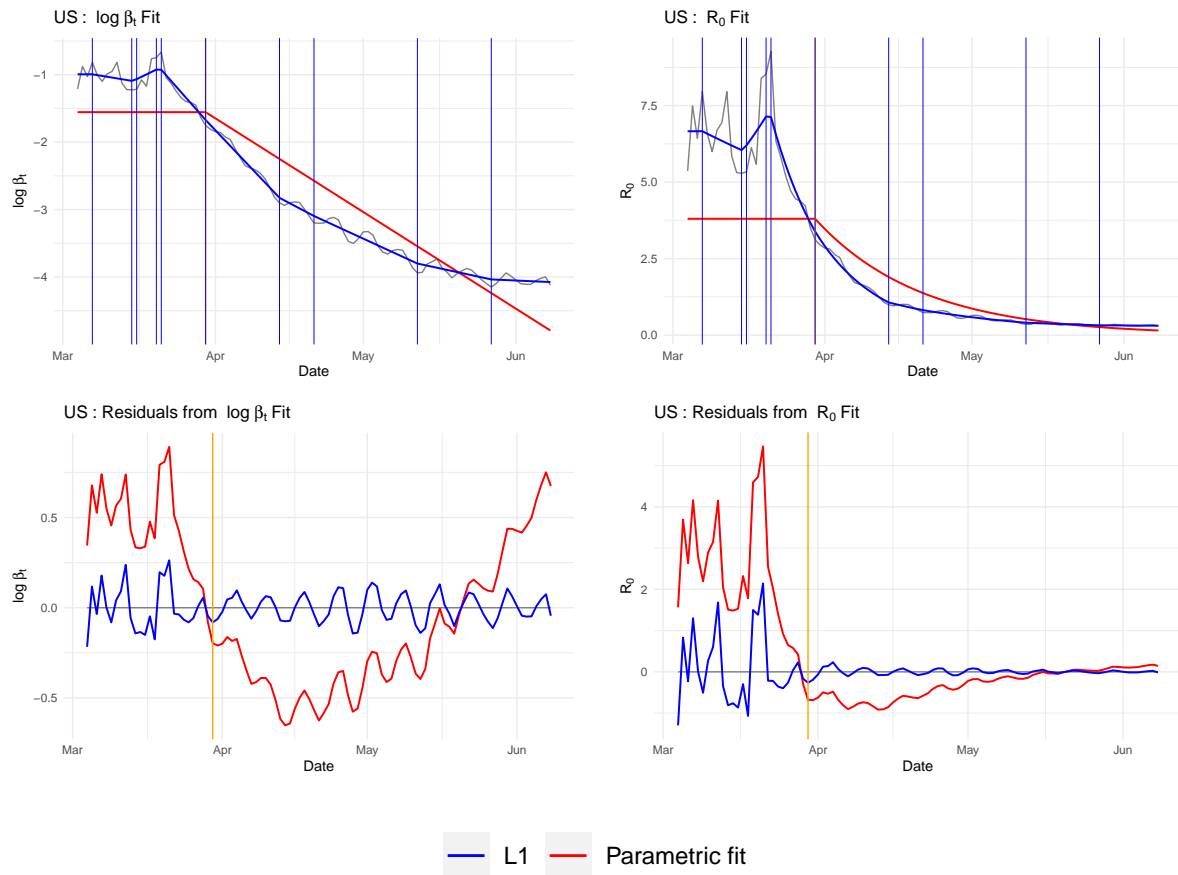 US : log βt Fit
US : R0 Fit
−1
−2
−3
−4
log βt
Mar
Apr
May
Jun
Date
7.5
5.0
2.5
0.0
R0
Mar
Apr
May
Jun
Date
US : Residuals from log βt Fit
US : Residuals from R0 Fit
0.5
0.0
−0.5
log βt
Mar
Apr
May
Jun
Date
4
2
0
R0
Mar
Apr
May
Jun
Date
L1
Parametric fit